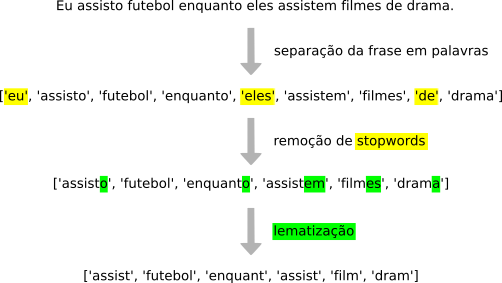 Eu assisto futebol enquanto eles assistem filmes de drama.
separação da frase em palavras
['eu', 'assisto', 'futebol', 'enquanto', 'eles', 'assistem', 'filmes', 'de', 'drama']
remoção de stopwords
['assisto', 'futebol', 'enquanto', 'assistem', 'filmes', 'drama']
lematização
['assist', 'futebol', 'enquant', 'assist', 'film', 'dram']